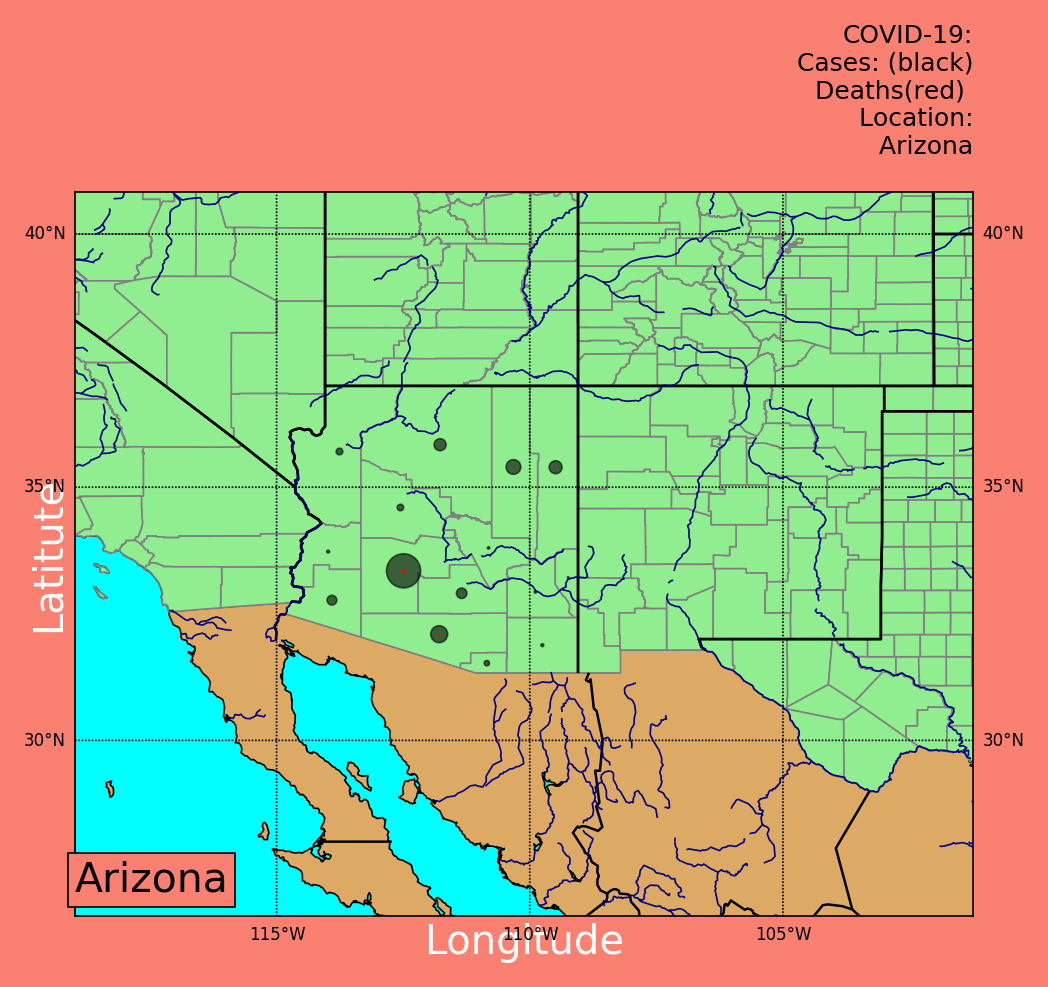 COVID-19:
Cases: (black)
Deaths(red)
Location:
Arizona
40°N
40°N
35°N
35°N
Latitute
30°N
30°N
Arizona
115°W
110°W
105°W
Longitude